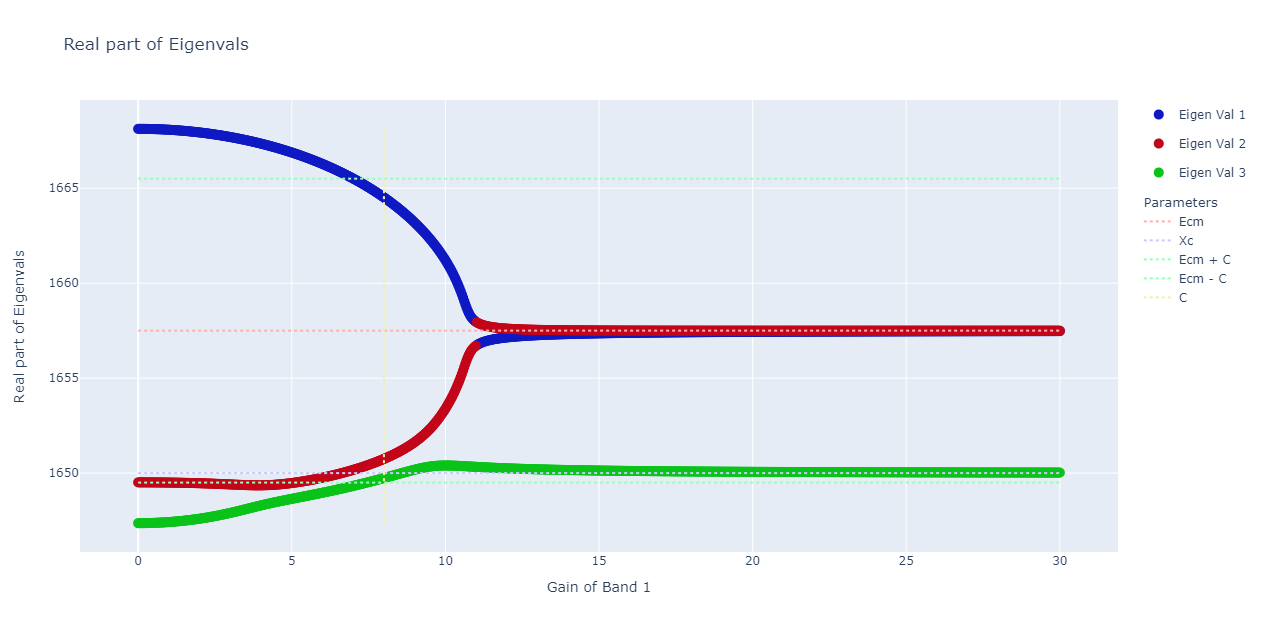 Real part of Eigenvals
Real part of Eigenvals
1665
1660
1655
1650
0
5
10
15
20
25
30
Gain of Band 1
Eigen Val 1
Eigen Val 2
Eigen Val 3
Parameters
Ecm
Xc
Ecm + C
Ecm - C
C